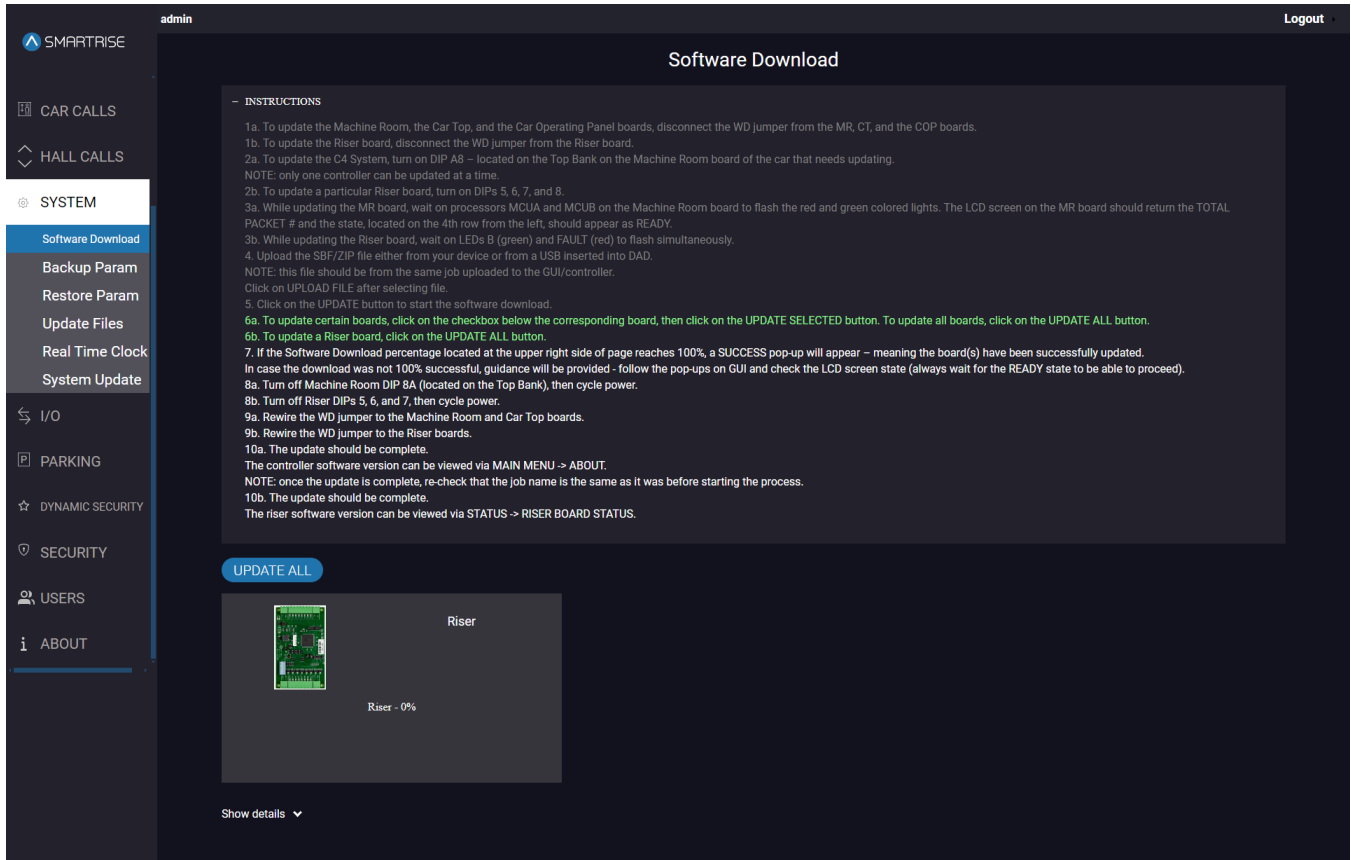 admin
Logout
SMARTRISE
Software Download
CAR CALLS
HALL CALLS
SYSTEM
Software Download
Backup Param
Restore Param
Update Files
Real Time Clock
System Update
I/O
PARKING
DYNAMIC SECURITY
SECURITY
USERS
ABOUT
– INSTRUCTIONS
1a. To update the Machine Room, the Car Top, and the Car Operating Panel boards, disconnect the WD jumper from the MR, CT, and the COP boards.
1b. To update the Riser board, disconnect the WD jumper from the Riser board.
2a. To update the C4 System, turn on DIP A8 – located on the Top Bank on the Machine Room board of the car that needs updating.
NOTE: only one controller can be updated at a time.
2b. To update a particular Riser board, turn on DIPs 5, 6, 7, and 8.
3a. While updating the MR board, wait on processors MCUA and MCUB on the Machine Room board to flash the red and green colored lights. The LCD screen on the MR board should return the TOTAL
PACKET # and the state, located on the 4th row from the left, should appear as READY.
3b. While updating the Riser board, wait on LEDs B (green) and FAULT (red) to flash simultaneously.
4. Upload the SBF/ZIP file either from your device or from a USB inserted into DAD.
NOTE: this file should be from the same job uploaded to the GUI/controller.
Click on UPLOAD FILE after selecting file.
5. Click on the UPDATE button to start the software download.
6a. To update certain boards, click on the checkbox below the corresponding board, then click on the UPDATE SELECTED button. To update all boards, click on the UPDATE ALL button.
6b. To update a Riser board, click on the UPDATE ALL button.
7. If the Software Download percentage located at the upper right side of page reaches 100%, a SUCCESS pop-up will appear – meaning the board(s) have been successfully updated.
In case the download was not 100% successful, guidance will be provided - follow the pop-ups on GUI and check the LCD screen state (always wait for the READY state to be able to proceed).
8a. Turn off Machine Room DIP 8A (located on the Top Bank), then cycle power.
8b. Turn off Riser DIPs 5, 6, and 7, then cycle power.
9a. Rewire the WD jumper to the Machine Room and Car Top boards.
9b. Rewire the WD jumper to the Riser boards.
10a. The update should be complete.
The controller software version can be viewed via MAIN MENU -> ABOUT.
NOTE: once the update is complete, re-check that the job name is the same as it was before starting the process.
10b. The update should be complete.
The riser software version can be viewed via STATUS -> RISER BOARD STATUS.
UPDATE ALL
Riser
Riser - 0%
Show details